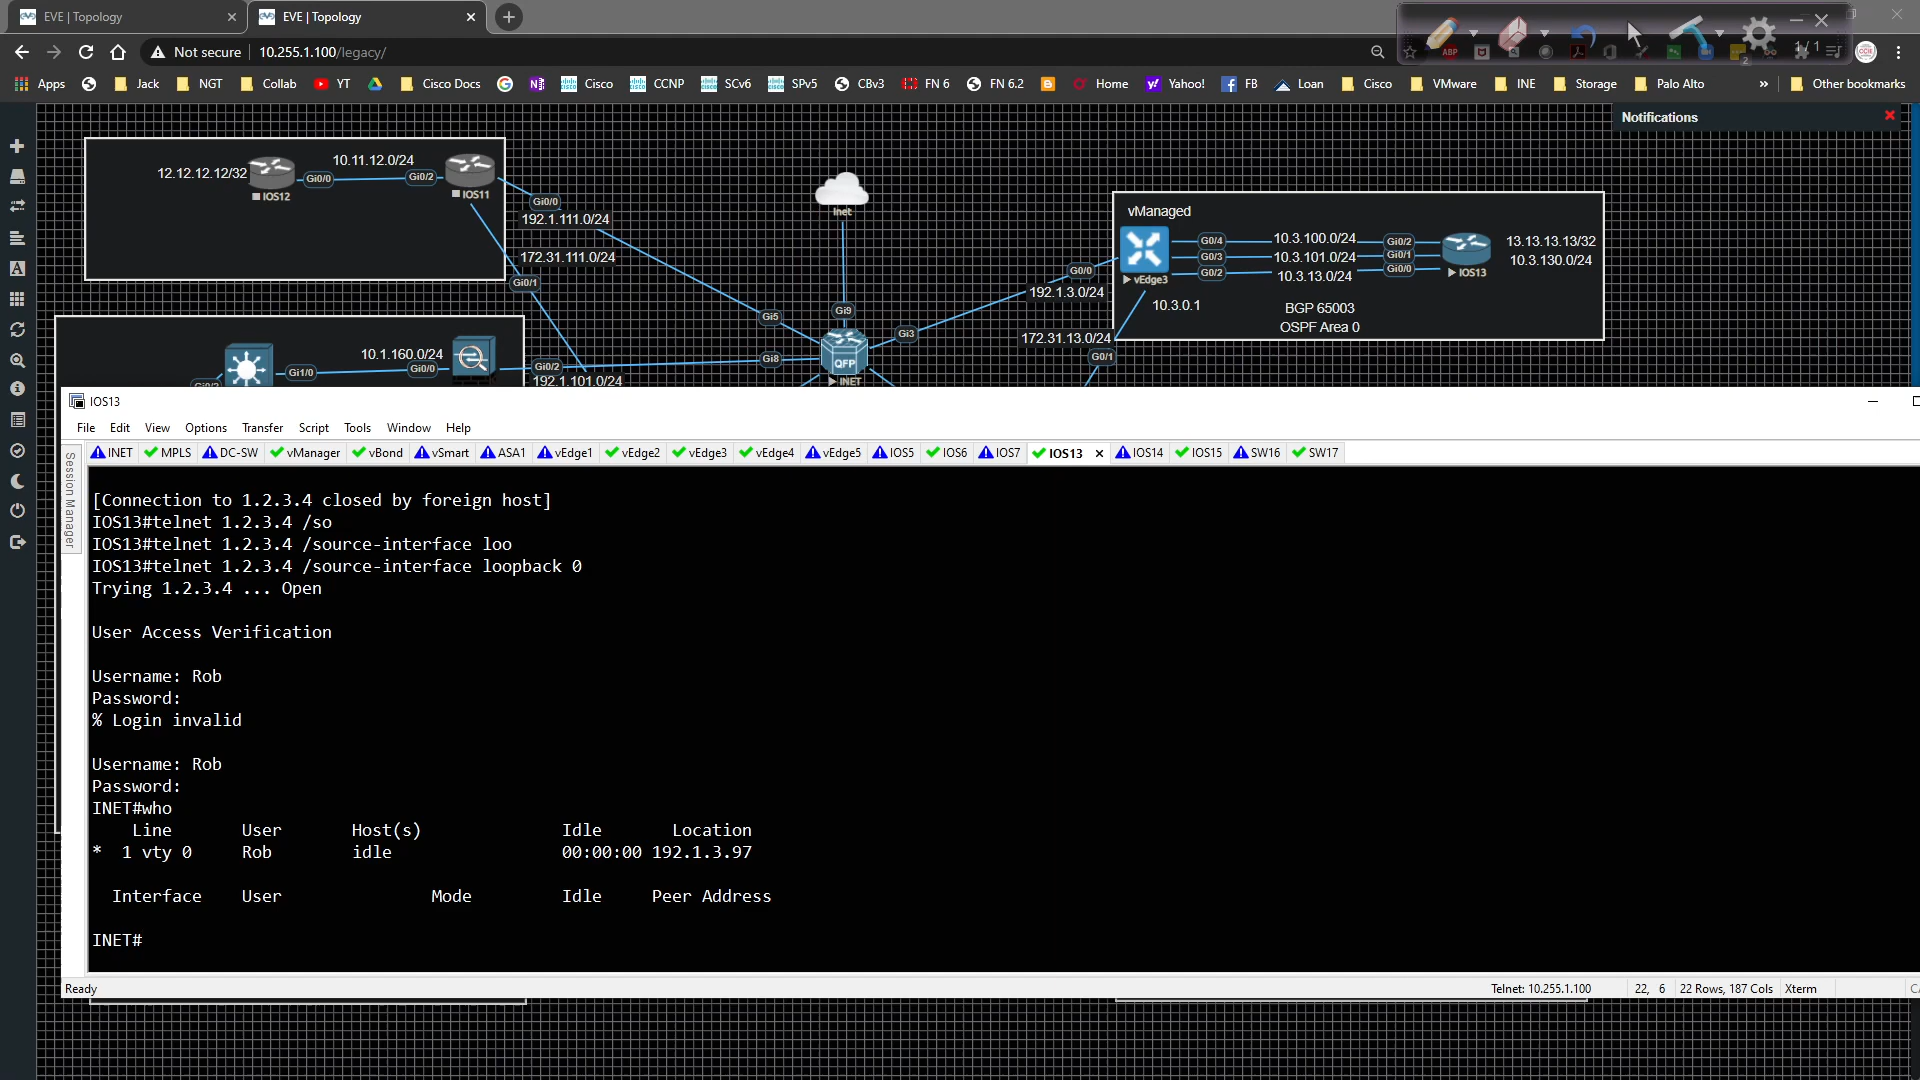 EVE | Topology
EVE | Topology
Not secure
10.255.1.100/legacy/
1 / 1
Apps
Jack
NGT
Collab
YT
Cisco Docs
Cisco
CCNP
SCv6
SPv5
CBv3
FN 6
FN 6.2
Home
Yahoo!
FB
Loan
Cisco
VMware
INE
Storage
Palo Alto
»
Other bookmarks
Notifications
12.12.12.12/32
10.11.12.0/24
Gi0/0
Gi0/2
IOS12
IOS11
Gi0/0
192.1.111.0/24
172.31.111.0/24
Gi0/1
Inet
Gi9
Gi5
Gi3
Gi8
QFP
INET
vManaged
G0/4
10.3.100.0/24
Gi0/2
13.13.13.13/32
G0/3
10.3.101.0/24
Gi0/1
10.3.130.0/24
G0/0
G0/2
10.3.13.0/24
Gi0/0
IOS13
vEdge3
192.1.3.0/24
10.3.0.1
BGP 65003
OSPF Area 0
172.31.13.0/24
G0/1
10.1.160.0/24
Gi1/0
Gi0/0
Gi0/2
192.1.101.0/24
IOS13
File Edit View Options Transfer Script Tools Window Help
INET MPLS DC-SW vManager vBond vSmart ASA1 vEdge1 vEdge2 vEdge3 vEdge4 vEdge5 IOS5 IOS6 IOS7 IOS13 IOS14 IOS15 SW16 SW17
Session Manager
[Connection to 1.2.3.4 closed by foreign host]
IOS13#telnet 1.2.3.4 /so
IOS13#telnet 1.2.3.4 /source-interface loo
IOS13#telnet 1.2.3.4 /source-interface loopback 0
Trying 1.2.3.4 ... Open
User Access Verification
Username: Rob
Password:
% Login invalid
Username: Rob
Password:
INET#who
Line User Host(s) Idle Location
* 1 vty 0 Rob idle 00:00:00 192.1.3.97
Interface User Mode Idle Peer Address
INET#
Ready
Telnet: 10.255.1.100
22, 6
22 Rows, 187 Cols
Xterm